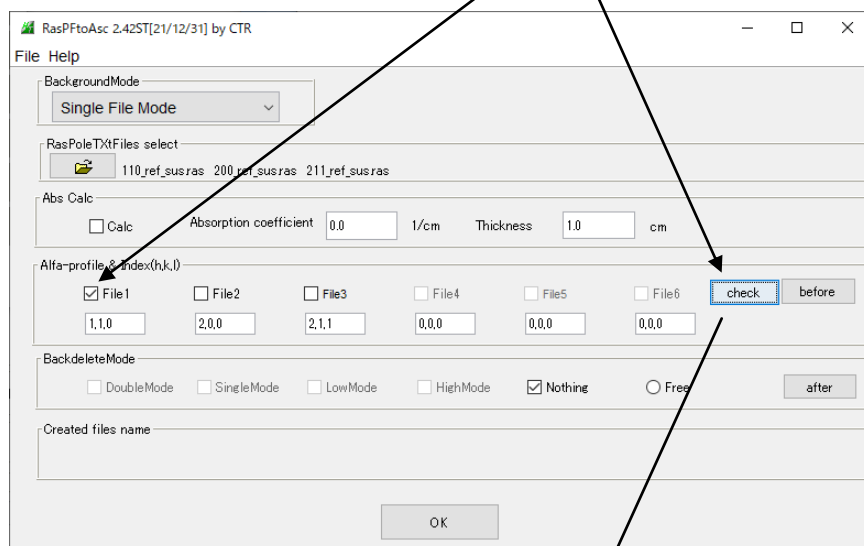 RasPFtoAsc 2.42ST[21/12/31] by CTR
File Help
BackgroundMode
Single File Mode
RasPoleTXtFiles select
110_ref_sus.ras 200_ref_sus.ras 211_ref_sus.ras
Abs Calc
Calc Absorption coefficient 0.0 1/cm Thickness 1.0 cm
Alfa-profile & Index(h,k,l)
File1 File2 File3 File4 File5 File6 check before
1,1,0 2,0,0 2,1,1 0,0,0 0,0,0 0,0,0
BackdeleteMode
DoubleMode SingleMode LowMode HighMode Nothing Free after
Created files name
OK